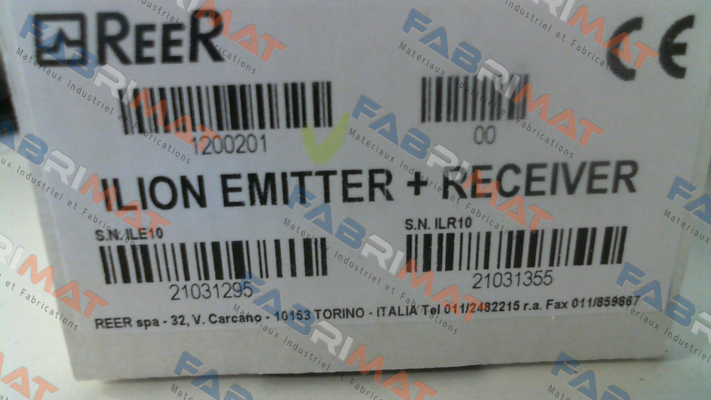 REER CE
1200201 00
ILION EMITTER + RECEIVER
S.N. ILE10 S.N. ILR10
21031295 21031355
REER spa - 32, V. Carcano - 10153 TORINO - ITALIA Tel 011/2482215 r.a. Fax 011/859867
FABRIMAT
Matériaux Industriel et Fabrications